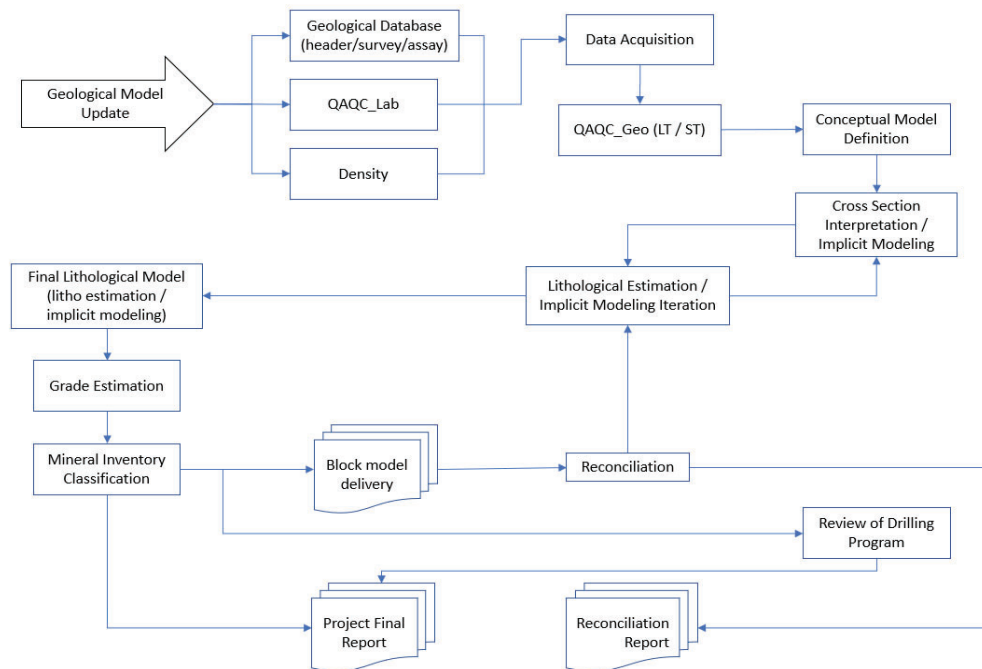 Geological Model
Update
Geological Database
(header/survey/assay)
QAQC_Lab
Density
Data Acquisition
QAQC_Geo (LT / ST)
Conceptual Model
Definition
Cross Section
Interpretation /
Implicit Modeling
Lithological Estimation /
Implicit Modeling Iteration
Final Lithological Model
(litho estimation /
implicit modeling)
Grade Estimation
Mineral Inventory
Classification
Block model
delivery
Reconciliation
Review of Drilling
Program
Project Final
Report
Reconciliation
Report